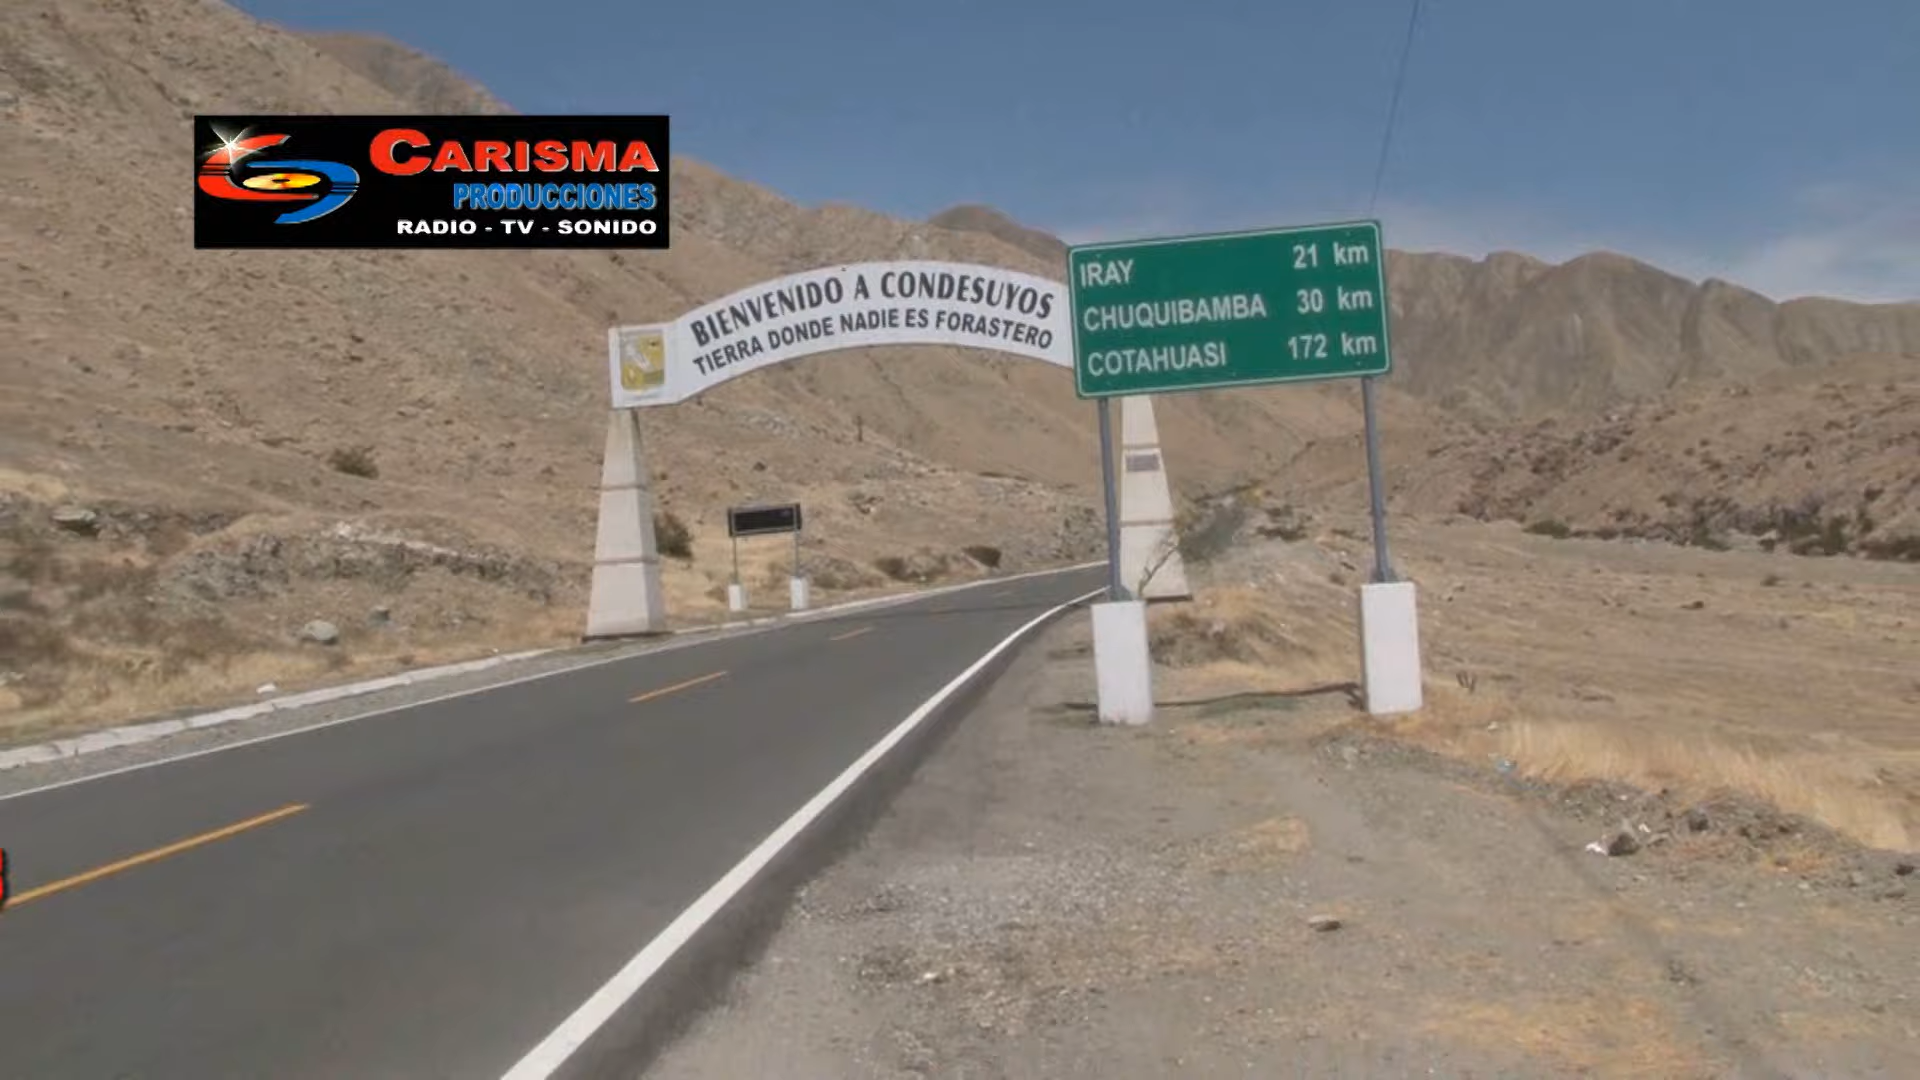 CARISMA
PRODUCCIONES
RADIO - TV - SONIDO
BIENVENIDO A CONDESUYOS
TIERRA DONDE NADIE ES FORASTERO
IRAY 21 km
CHUQUIBAMBA 30 km
COTAHUASI 172 km